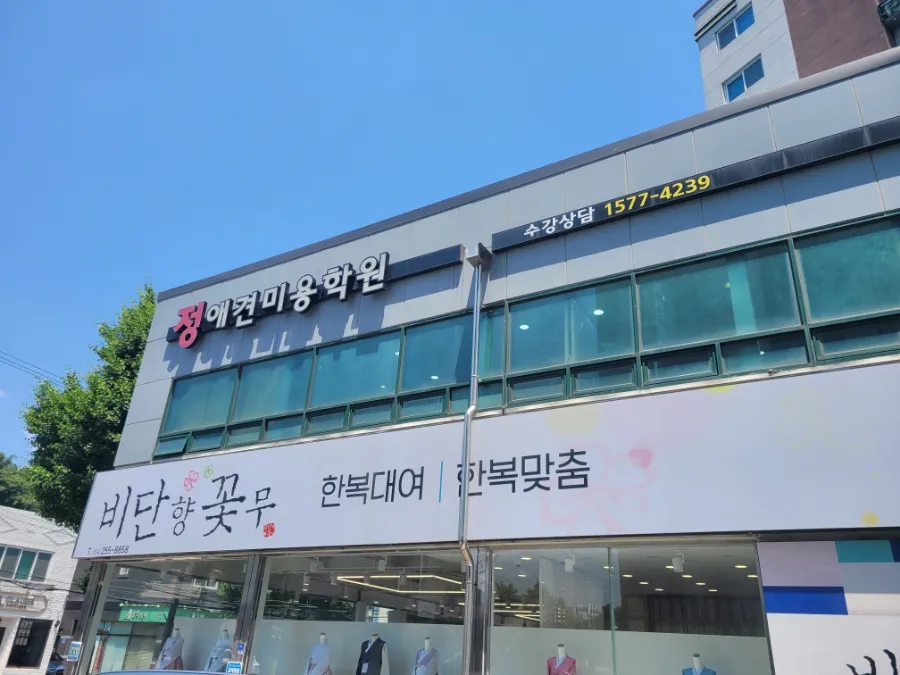 정애견미용학원
수강상담 1577-4239
비단향꽃무
한복대여 | 한복맞춤